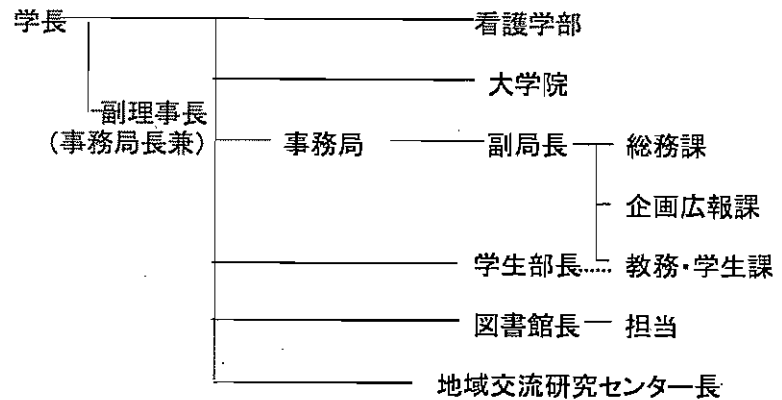 学長 看護学部
大学院
副理事長
(事務局長兼) 事務局 副局長 総務課
企画広報課
学生部長 教務・学生課
図書館長 担当
地域交流研究センター長